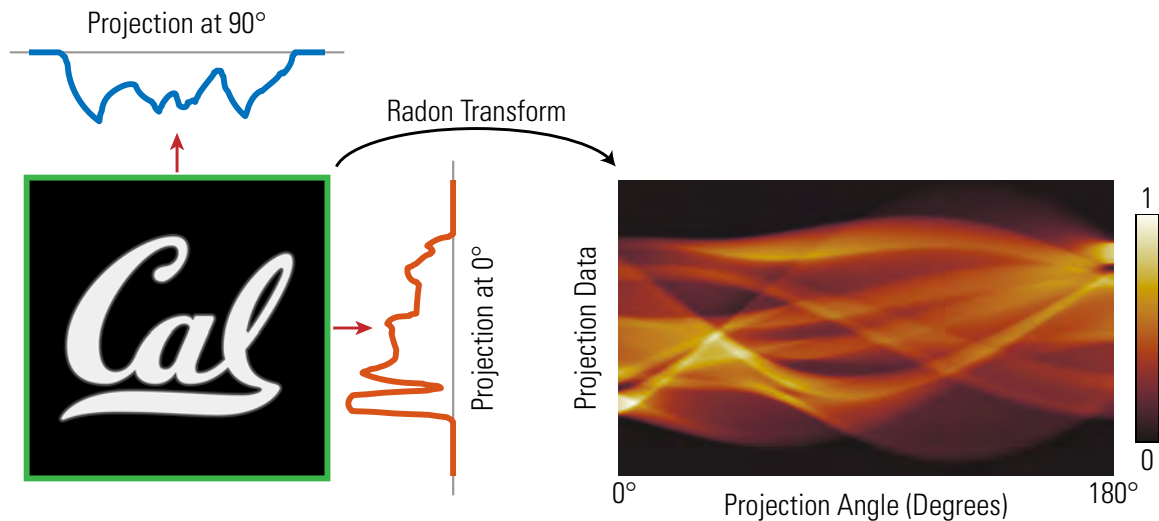 Projection at 90°
Radon Transform
Cal
Projection at 0°
Projection Data
1
0
0°
180°
Projection Angle (Degrees)